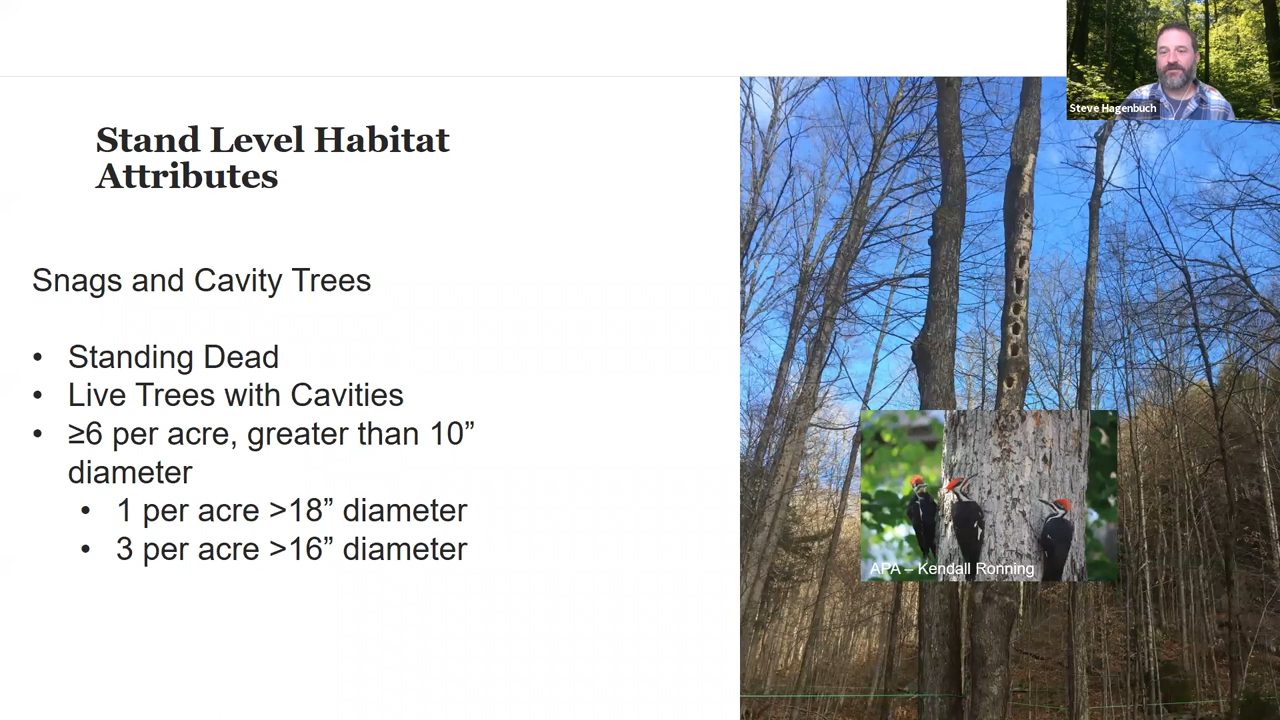 Steve Hagenbuch
Stand Level Habitat
Attributes
Snags and Cavity Trees
• Standing Dead
• Live Trees with Cavities
• ≥6 per acre, greater than 10”
diameter
• 1 per acre >18” diameter
• 3 per acre >16” diameter
APA – Kendall Ronning